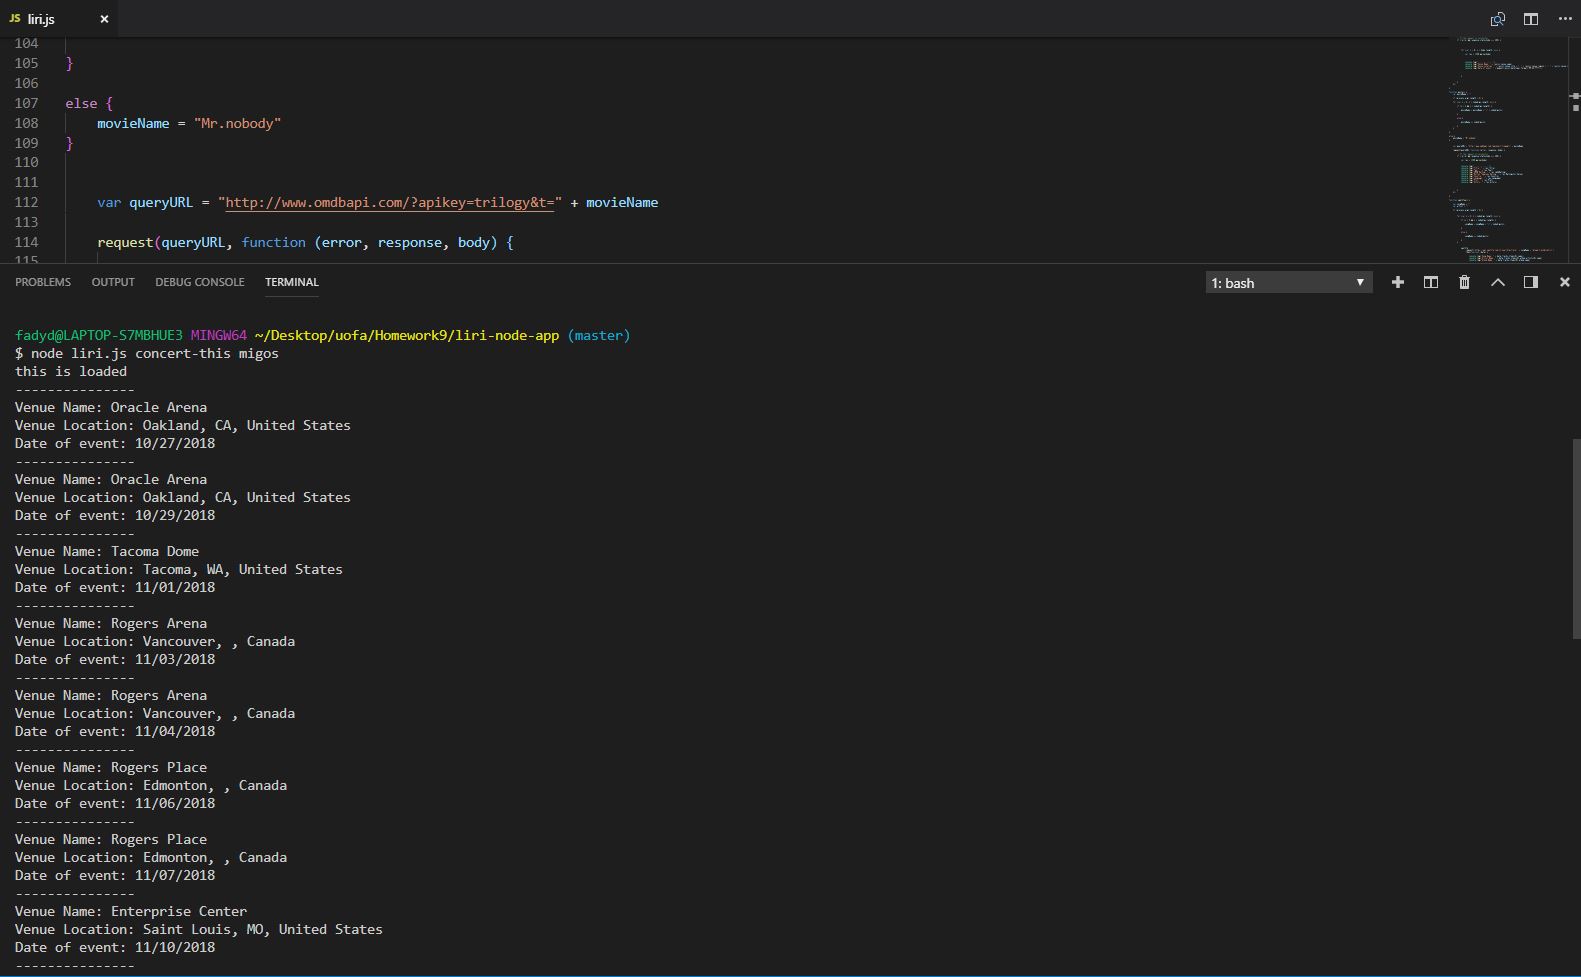 JS liri.js ×
104
105 }
106
107 else {
108 movieName = "Mr.nobody"
109 }
110
111
112 var queryURL = "http://www.omdbapi.com/?apikey=trilogy&t=" + movieName
113
114 request(queryURL, function (error, response, body) {
115
PROBLEMS OUTPUT DEBUG CONSOLE TERMINAL 1: bash
fadyd@LAPTOP-S7MBHUE3 MINGW64 ~/Desktop/uofa/Homework9/liri-node-app (master)
$ node liri.js concert-this migos
this is loaded
---------------
Venue Name: Oracle Arena
Venue Location: Oakland, CA, United States
Date of event: 10/27/2018
---------------
Venue Name: Oracle Arena
Venue Location: Oakland, CA, United States
Date of event: 10/29/2018
---------------
Venue Name: Tacoma Dome
Venue Location: Tacoma, WA, United States
Date of event: 11/01/2018
---------------
Venue Name: Rogers Arena
Venue Location: Vancouver, , Canada
Date of event: 11/03/2018
---------------
Venue Name: Rogers Arena
Venue Location: Vancouver, , Canada
Date of event: 11/04/2018
---------------
Venue Name: Rogers Place
Venue Location: Edmonton, , Canada
Date of event: 11/06/2018
---------------
Venue Name: Rogers Place
Venue Location: Edmonton, , Canada
Date of event: 11/07/2018
---------------
Venue Name: Enterprise Center
Venue Location: Saint Louis, MO, United States
Date of event: 11/10/2018
---------------